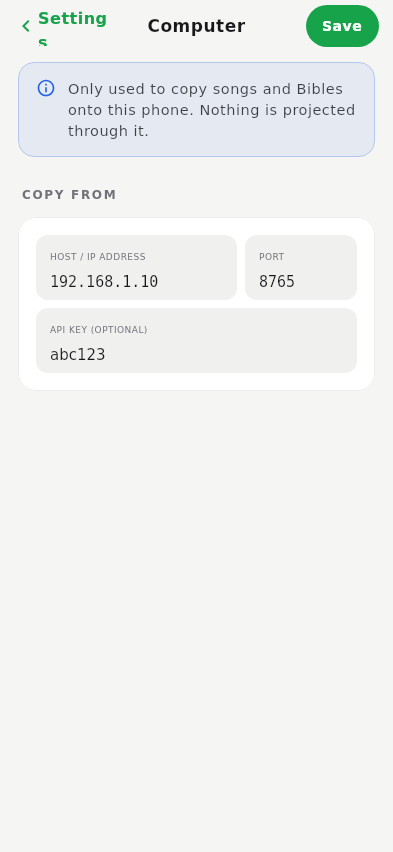 Setting
s
Computer
Save
Only used to copy songs and Bibles
onto this phone. Nothing is projected
through it.
COPY FROM
HOST / IP ADDRESS
192.168.1.10
PORT
8765
API KEY (OPTIONAL)
abc123